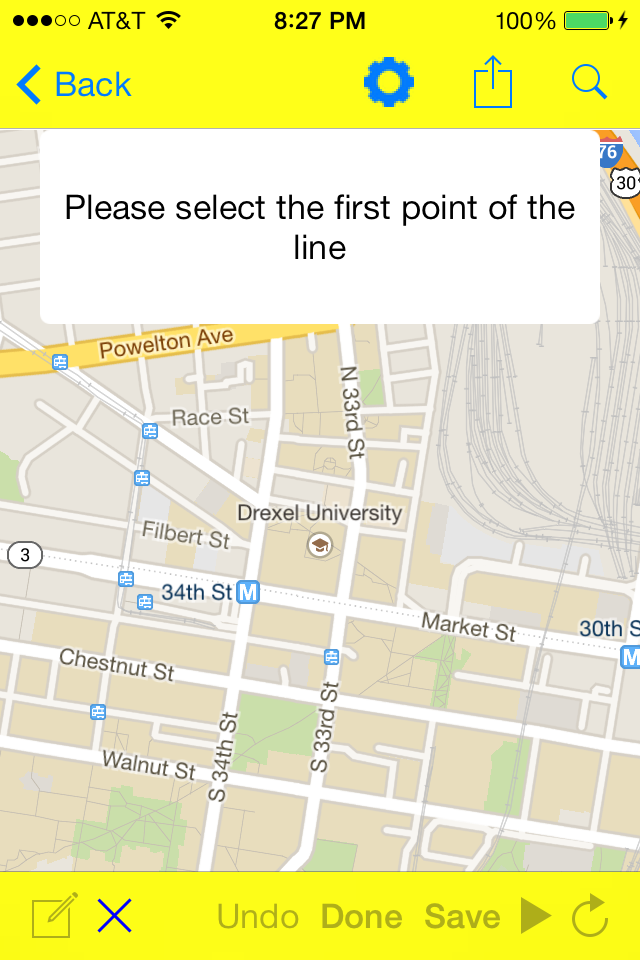 AT&T 8:27 PM 100%
Back
Please select the first point of the
line
76
30
Powelton Ave
N 33rd St
Race St
Drexel University
Filbert St
3
34th St M
Market St
30th S
M
Chestnut St
S 33rd St
S 34th St
Walnut St
Undo Done Save